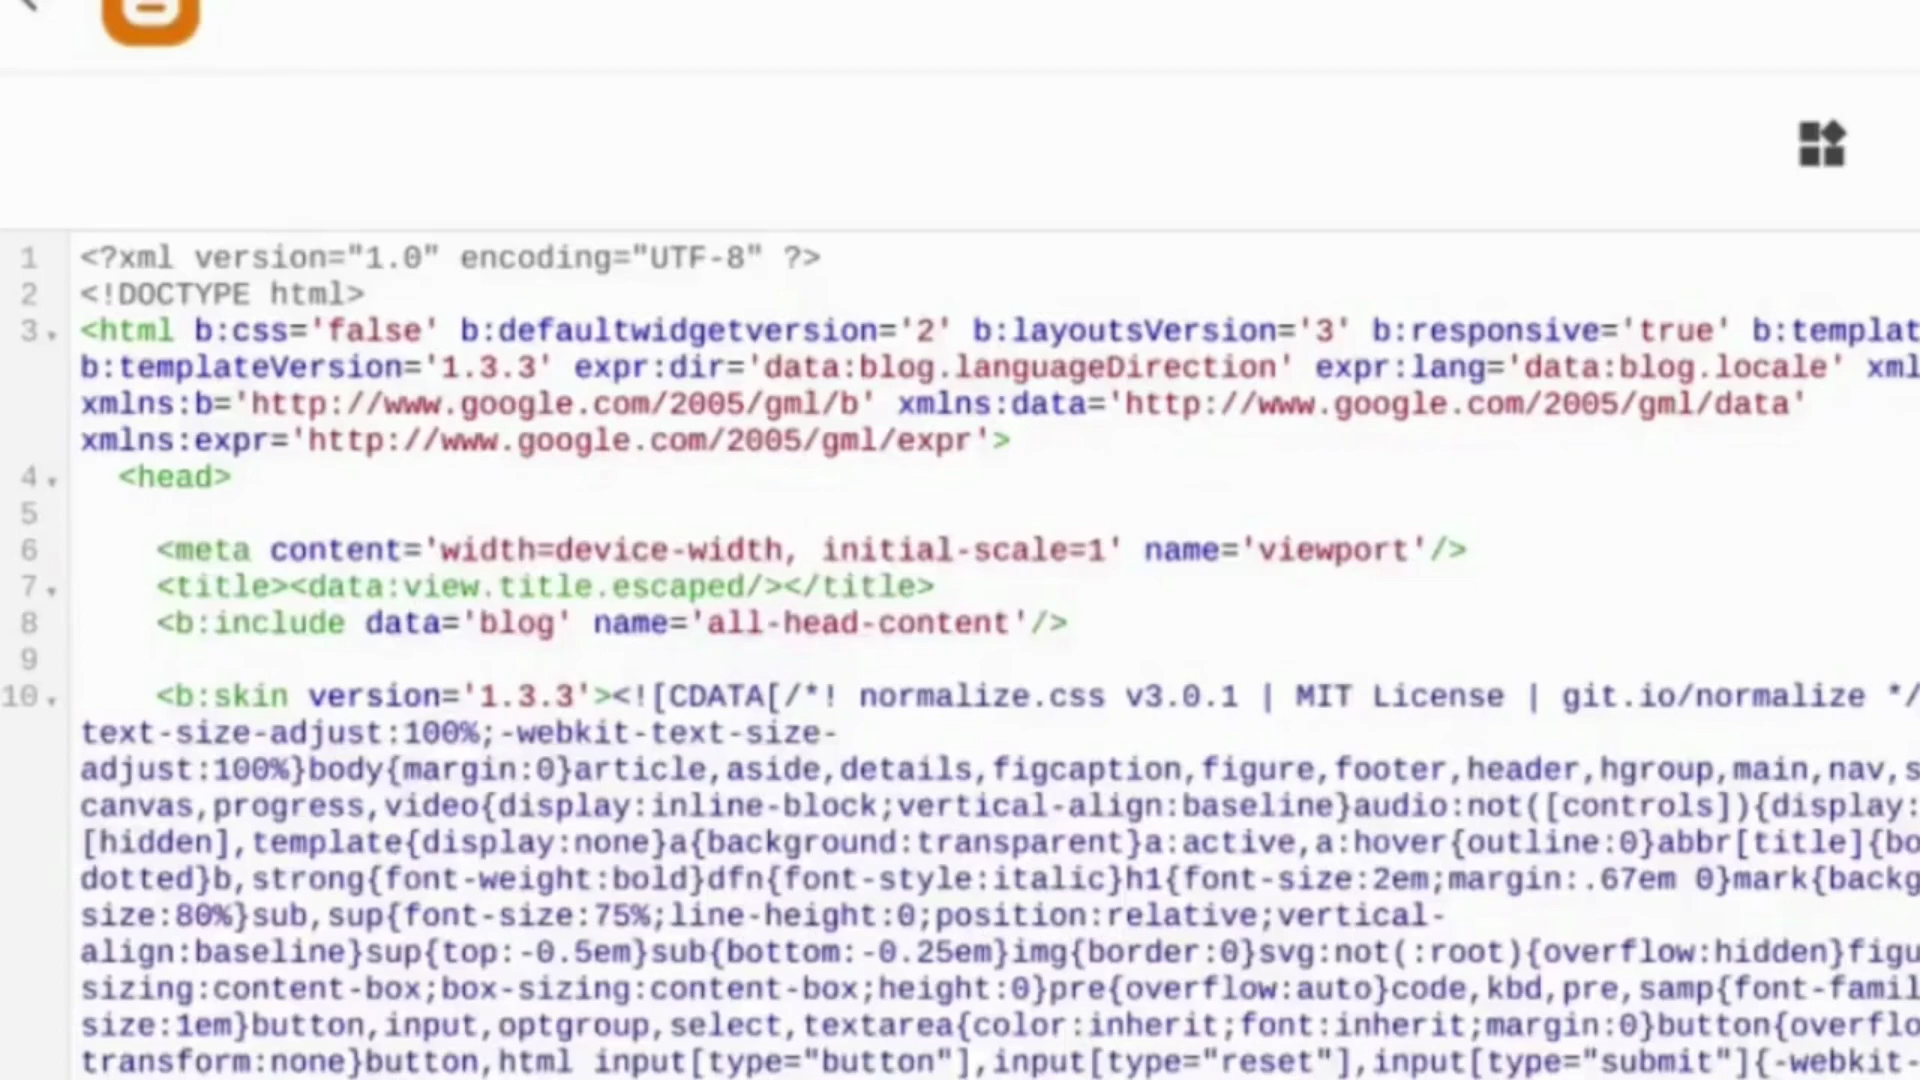 1 <?xml version="1.0" encoding="UTF-8" ?>
2 <!DOCTYPE html>
3 <html b:css='false' b:defaultwidgetversion='2' b:layoutsVersion='3' b:responsive='true' b:templat
b:templateVersion='1.3.3' expr:dir='data:blog.languageDirection' expr:lang='data:blog.locale' xml
xmlns:b='http://www.google.com/2005/gml/b' xmlns:data='http://www.google.com/2005/gml/data'
xmlns:expr='http://www.google.com/2005/gml/expr'>
4 <head>
5
6 <meta content='width=device-width, initial-scale=1' name='viewport'/>
7 <title><data:view.title.escaped/></title>
8 <b:include data='blog' name='all-head-content'/>
9
10 <b:skin version='1.3.3'><![CDATA[/*! normalize.css v3.0.1 | MIT License | git.io/normalize */
text-size-adjust:100%;-webkit-text-size-
adjust:100%}body{margin:0}article,aside,details,figcaption,figure,footer,header,hgroup,main,nav,s
canvas,progress,video{display:inline-block;vertical-align:baseline}audio:not([controls]){display:
[hidden],template{display:none}a{background:transparent}a:active,a:hover{outline:0}abbr[title]{bo
dotted}b,strong{font-weight:bold}dfn{font-style:italic}h1{font-size:2em;margin:.67em 0}mark{backg
size:80%}sub,sup{font-size:75%;line-height:0;position:relative;vertical-
align:baseline}sup{top:-0.5em}sub{bottom:-0.25em}img{border:0}svg:not(:root){overflow:hidden}figu
sizing:content-box;box-sizing:content-box;height:0}pre{overflow:auto}code,kbd,pre,samp{font-famil
size:1em}button,input,optgroup,select,textarea{color:inherit;font:inherit;margin:0}button{overflo
transform:none}button,html input[type="button"],input[type="reset"],input[type="submit"]{-webkit-